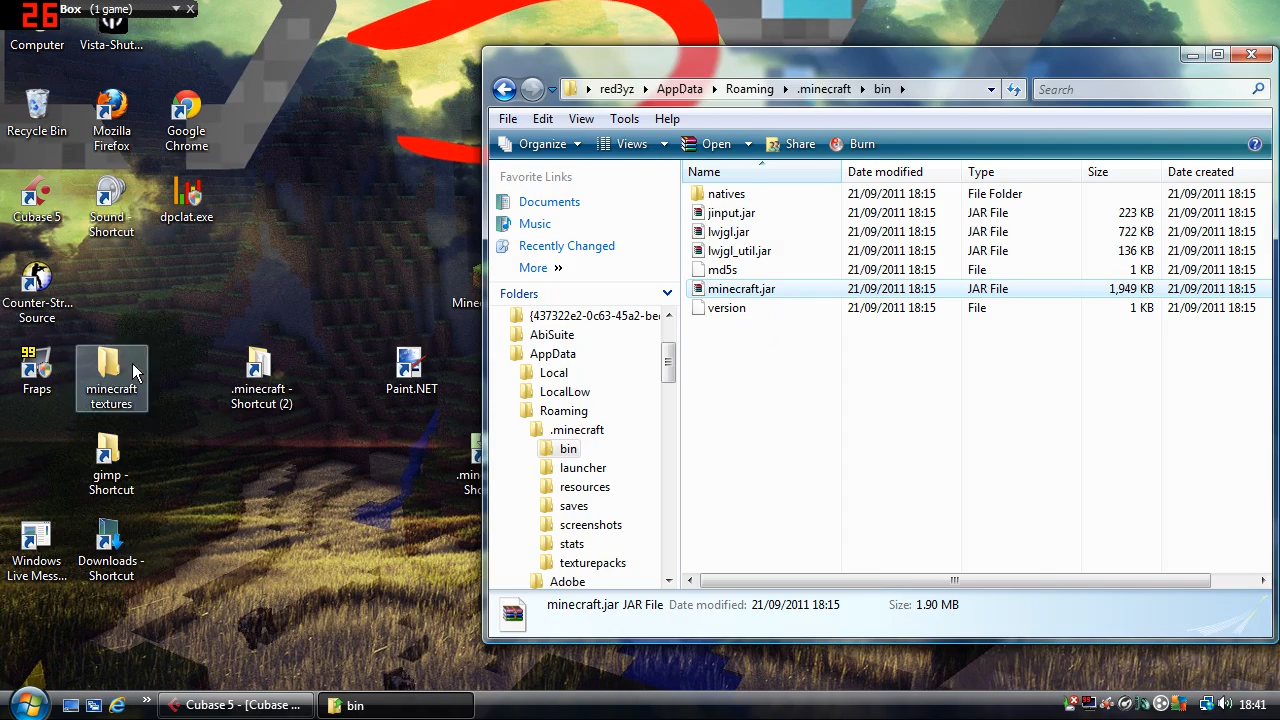 26
Box (1 game)
X
Computer
Vista-Shut...
Recycle Bin
Mozilla
Firefox
Google
Chrome
Cubase 5
Sound -
Shortcut
dpclat.exe
Counter-Str...
Source
99
Fraps
minecraft
textures
.minecraft -
Shortcut (2)
Paint.NET
gimp -
Shortcut
Windows
Live Mess...
Downloads -
Shortcut
red3yz
AppData
Roaming
.minecraft
bin
Search
File Edit View Tools Help
Organize Views Open Share Burn
Favorite Links
Documents
Music
Recently Changed
More »
Folders
AbiSuite
AppData
Local
LocalLow
Roaming
.minecraft
bin
launcher
resources
saves
screenshots
stats
texturepacks
Adobe
Name Date modified Type Size Date created
natives 21/09/2011 18:15 File Folder 21/09/2011 18:15
jinput.jar 21/09/2011 18:15 JAR File 223 KB 21/09/2011 18:15
lwjgl.jar 21/09/2011 18:15 JAR File 722 KB 21/09/2011 18:15
lwjgl_util.jar 21/09/2011 18:15 JAR File 136 KB 21/09/2011 18:15
md5s 21/09/2011 18:15 File 1 KB 21/09/2011 18:15
minecraft.jar 21/09/2011 18:15 JAR File 1,949 KB 21/09/2011 18:15
version 21/09/2011 18:15 File 1 KB 21/09/2011 18:15
minecraft.jar JAR File Date modified: 21/09/2011 18:15 Size: 1.90 MB
Cubase 5 - [Cubase ...
bin
18:41